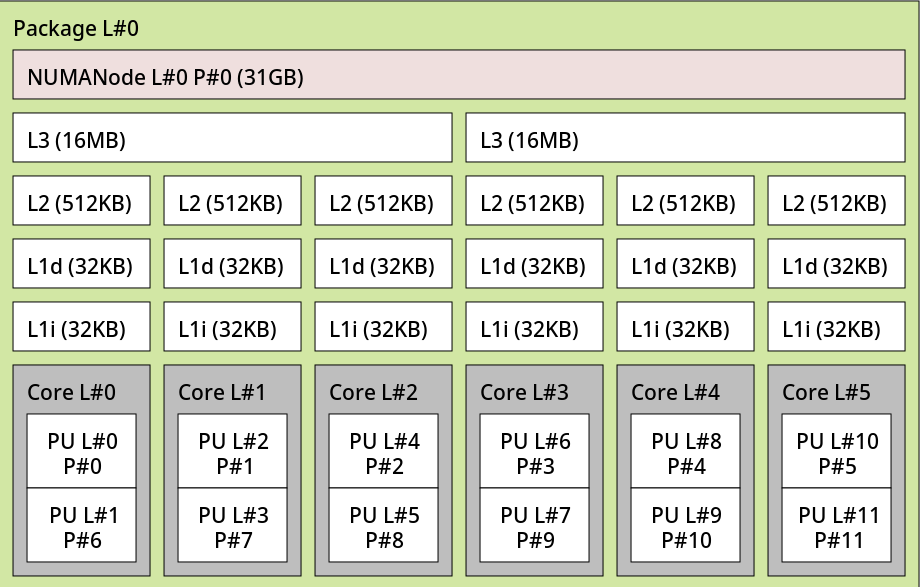 Package L#0
NUMANode L#0 P#0 (31GB)
L3 (16MB) L3 (16MB)
L2 (512KB) L2 (512KB) L2 (512KB) L2 (512KB) L2 (512KB) L2 (512KB)
L1d (32KB) L1d (32KB) L1d (32KB) L1d (32KB) L1d (32KB) L1d (32KB)
L1i (32KB) L1i (32KB) L1i (32KB) L1i (32KB) L1i (32KB) L1i (32KB)
Core L#0 Core L#1 Core L#2 Core L#3 Core L#4 Core L#5
PU L#0 PU L#2 PU L#4 PU L#6 PU L#8 PU L#10
P#0 P#1 P#2 P#3 P#4 P#5
PU L#1 PU L#3 PU L#5 PU L#7 PU L#9 PU L#11
P#6 P#7 P#8 P#9 P#10 P#11